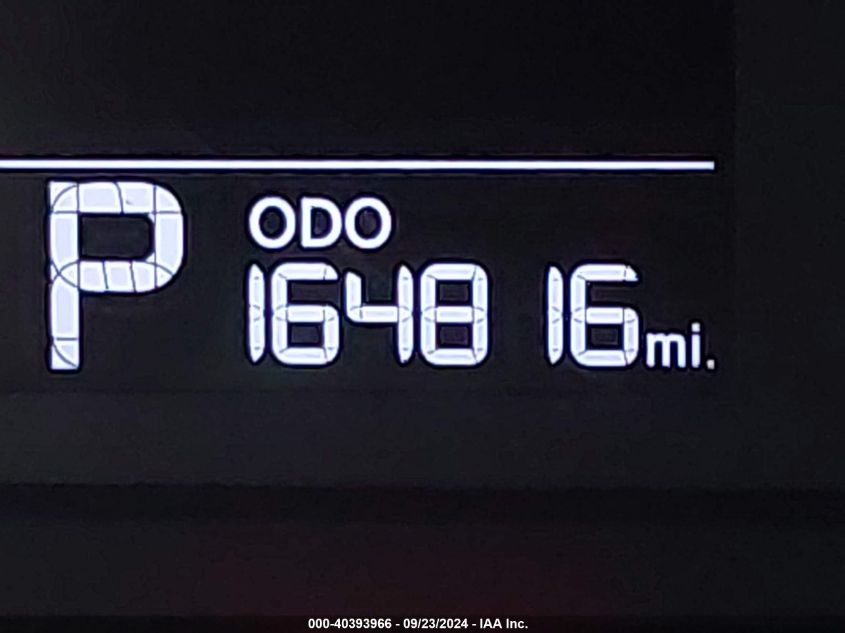 P
ODO
164816 mi.
000-40393966 - 09/23/2024 - IAA Inc.